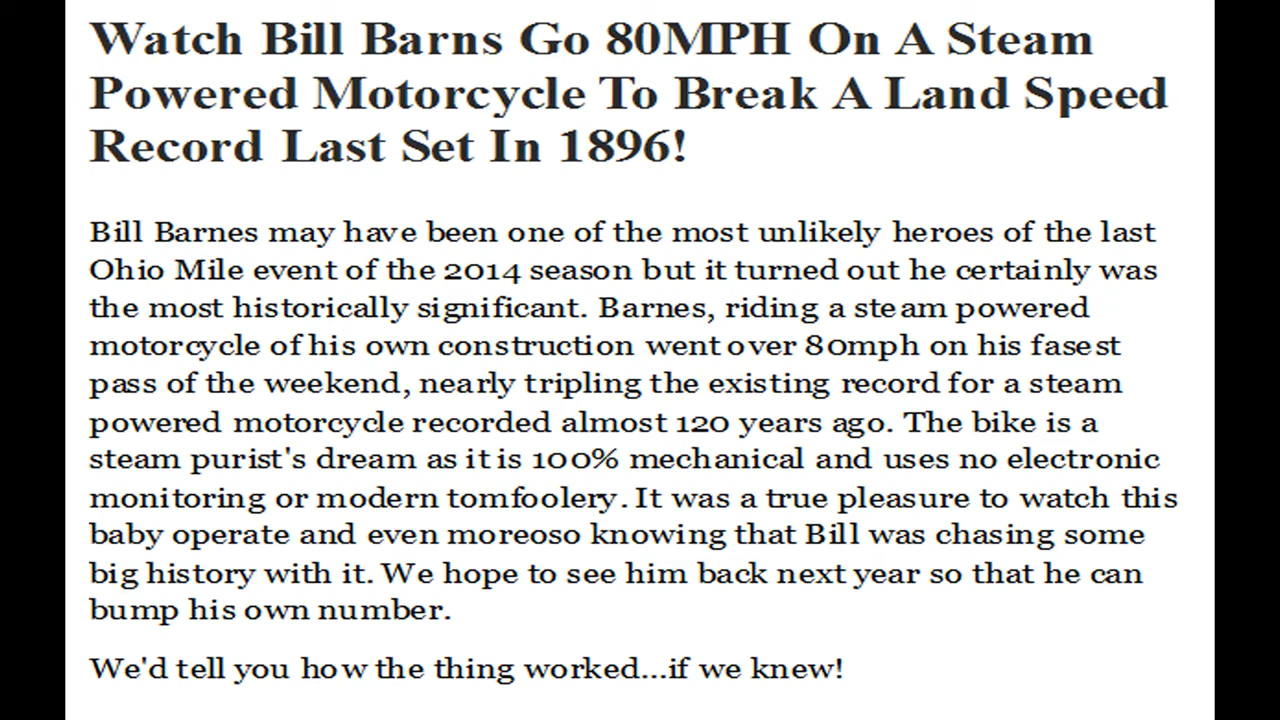 Watch Bill Barns Go 80MPH On A Steam
Powered Motorcycle To Break A Land Speed
Record Last Set In 1896!
Bill Barnes may have been one of the most unlikely heroes of the last
Ohio Mile event of the 2014 season but it turned out he certainly was
the most historically significant. Barnes, riding a steam powered
motorcycle of his own construction went over 80mph on his fasest
pass of the weekend, nearly tripling the existing record for a steam
powered motorcycle recorded almost 120 years ago. The bike is a
steam purist's dream as it is 100% mechanical and uses no electronic
monitoring or modern tomfoolery. It was a true pleasure to watch this
baby operate and even moreoso knowing that Bill was chasing some
big history with it. We hope to see him back next year so that he can
bump his own number.
We'd tell you how the thing worked...if we knew!